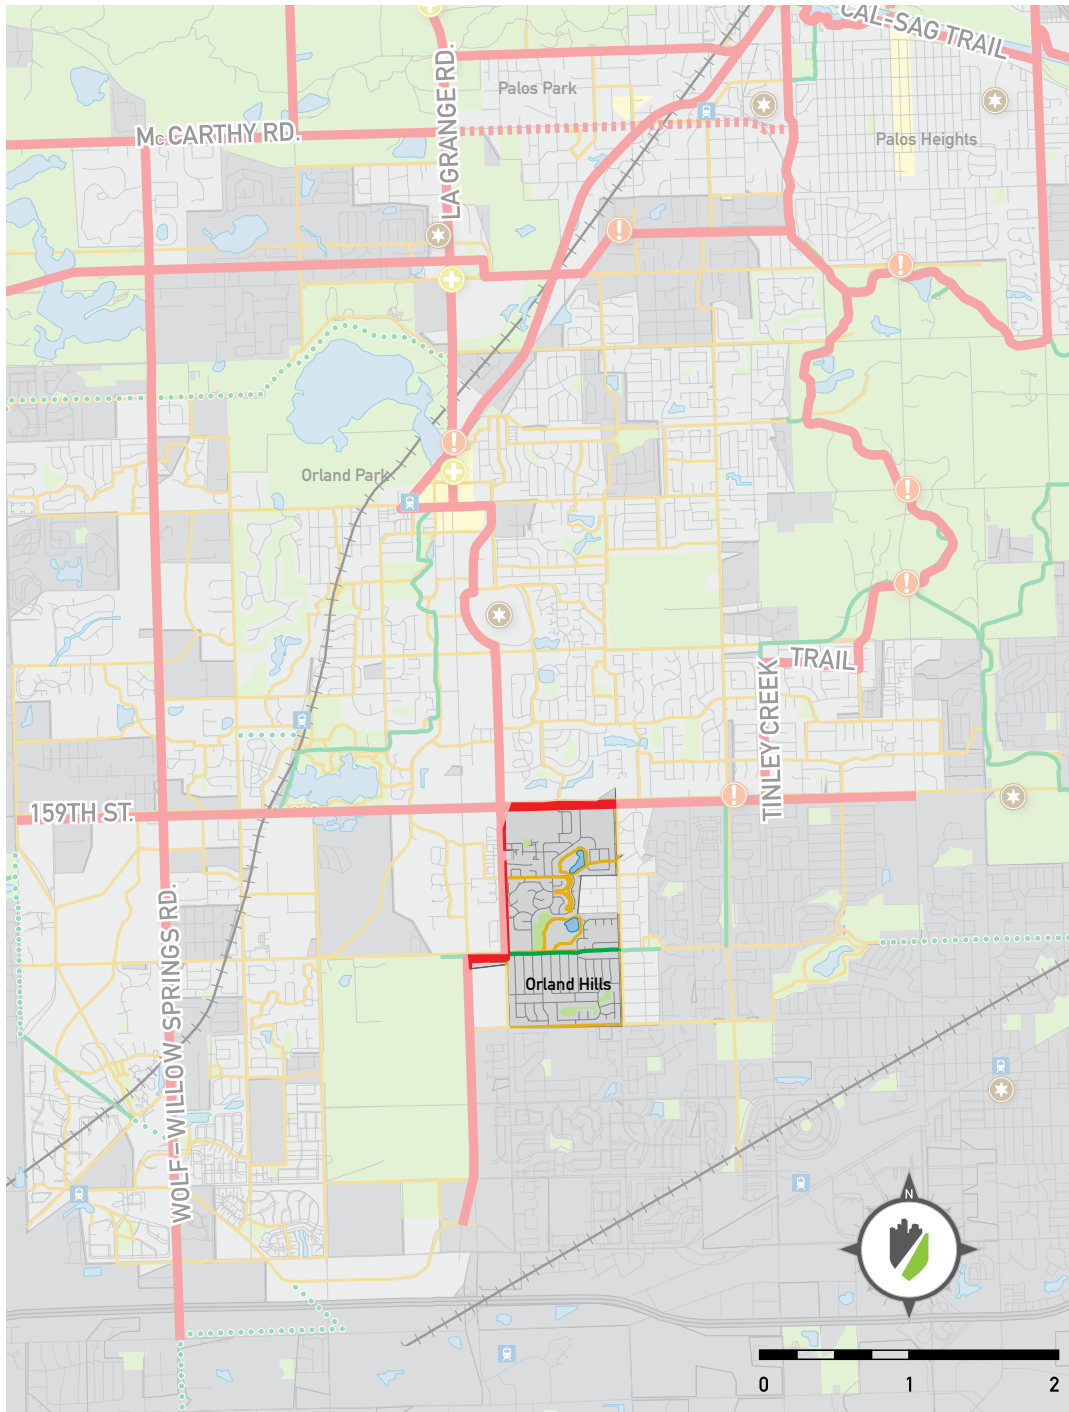 CAL-SAG TRAIL
LA GRANGE RD.
Palos Park
McCARTHY RD.
Palos Heights
Orland Park
TRAIL
TINLEY CREEK
159TH ST.
WOLF-WILLOW SPRINGS RD.
Orland Hills
N
0 1 2